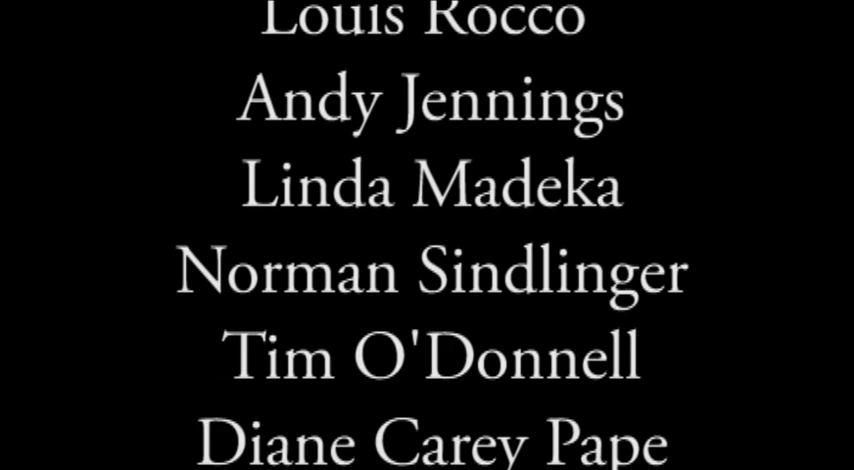 Louis Rocco
Andy Jennings
Linda Madeka
Norman Sindlinger
Tim O'Donnell
Diane Carey Pape